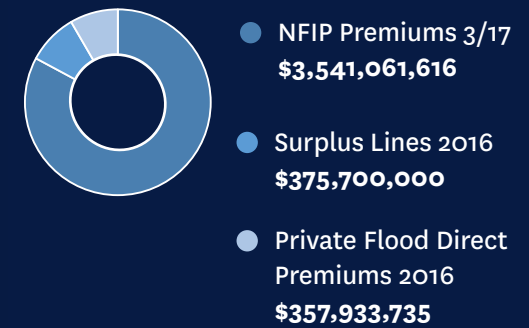 NFIP Premiums 3/17
$3,541,061,616
Surplus Lines 2016
$375,700,000
Private Flood Direct
Premiums 2016
$357,933,735